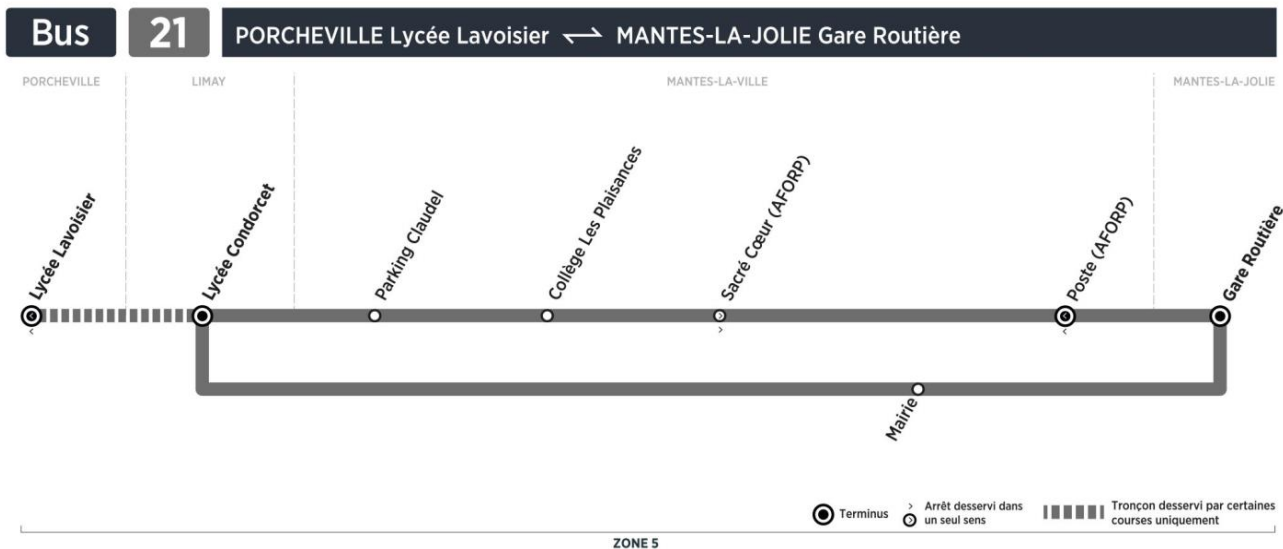 Bus 21 PORCHEVILLE Lycée Lavoisier ⇌ MANTES-LA-JOLIE Gare Routière
PORCHEVILLE
LIMAY
MANTES-LA-VILLE
MANTES-LA-JOLIE
Lycée Lavoisier
Lycée Condorcet
Parking Claudel
Collège Les Plaisances
Sacré Cœur (AFORP)
Poste (AFORP)
Gare Routière
Mairie
Terminus
Arrêt desservi dans
un seul sens
Tronçon desservi par certaines
courses uniquement
ZONE 5